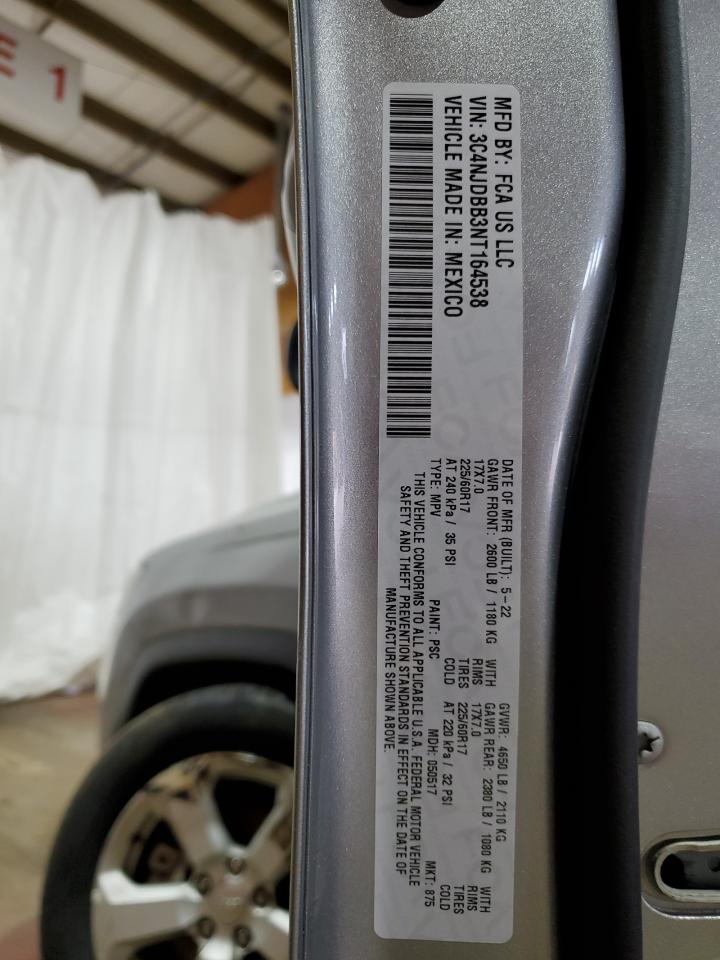 E 1
MFD BY: FCA US LLC
VIN: 3C4NJDBB3NT164538
VEHICLE MADE IN: MEXICO
DATE OF MFR (BUILT): 5-22 GVWR: 4650 LB / 2110 KG
GAWR FRONT: 2600 LB / 1180 KG WITH GAWR REAR: 2380 LB / 1080 KG WITH
17X7.0 RIMS 17X7.0 RIMS
225/60R17 TIRES 225/60R17 TIRES
AT 240 kPa / 35 PSI COLD AT 220 kPa / 32 PSI COLD
TYPE: MPV PAINT: PSC MDH: 050517 MKT: 875
THIS VEHICLE CONFORMS TO ALL APPLICABLE U.S.A. FEDERAL MOTOR VEHICLE
SAFETY AND THEFT PREVENTION STANDARDS IN EFFECT ON THE DATE OF
MANUFACTURE SHOWN ABOVE.